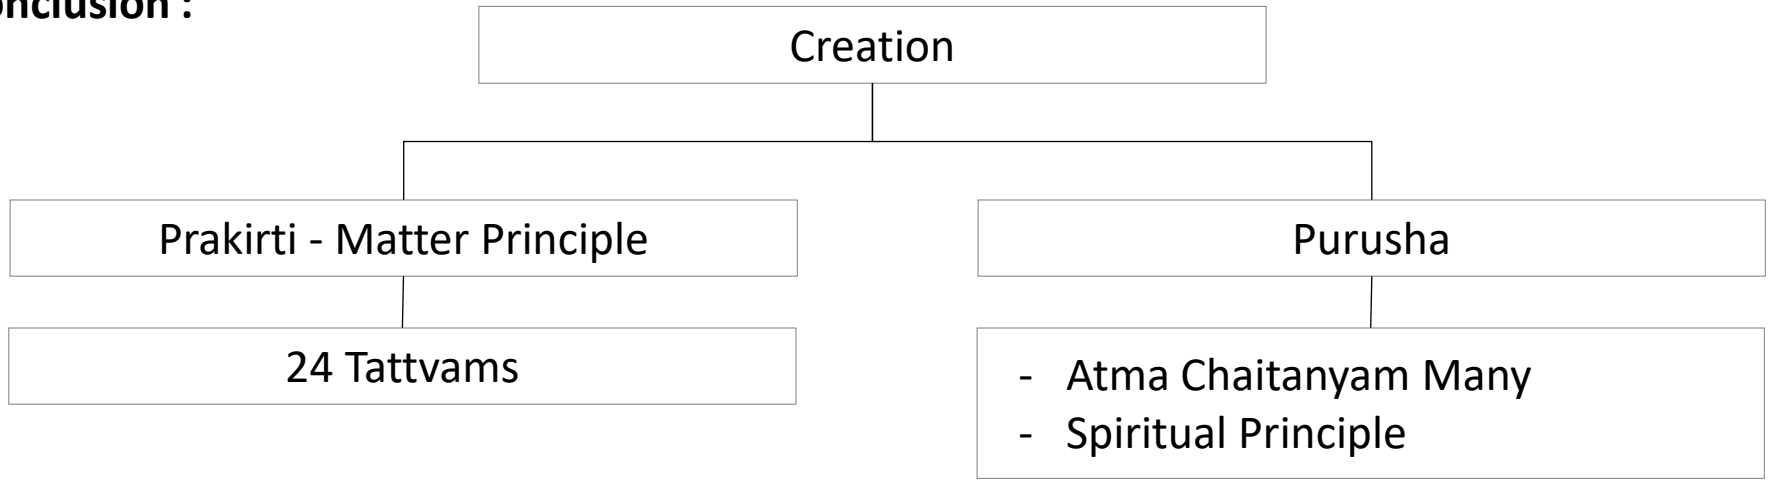 onclusion :
Creation
Prakirti - Matter Principle
Purusha
24 Tattvams
- Atma Chaitanyam Many
- Spiritual Principle